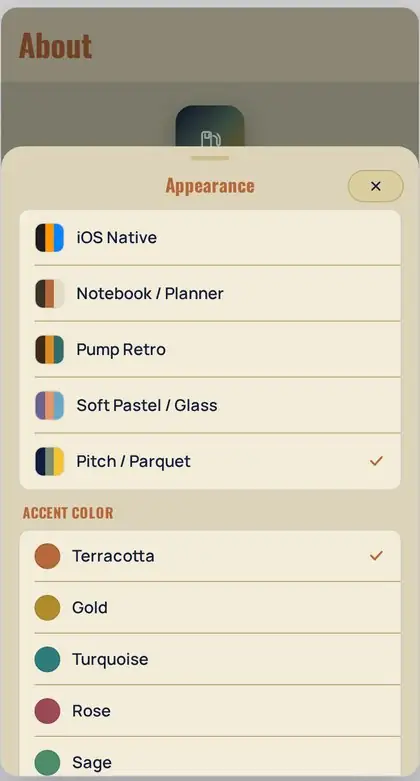 About
Appearance
iOS Native
Notebook / Planner
Pump Retro
Soft Pastel / Glass
Pitch / Parquet
ACCENT COLOR
Terracotta
Gold
Turquoise
Rose
Sage